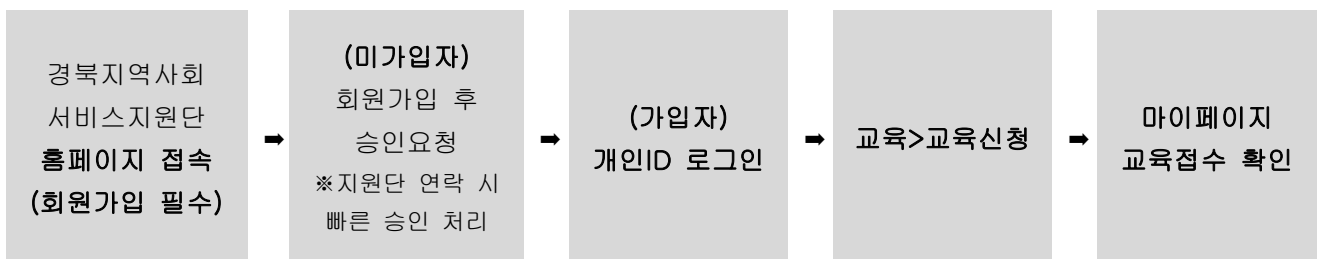 경북지역사회
서비스지원단
홈페이지 접속
(회원가입 필수)
➡
(미가입자)
회원가입 후
승인요청
※지원단 연락 시
빠른 승인 처리
➡
(가입자)
개인ID 로그인
➡
교육>교육신청
➡
마이페이지
교육접수 확인